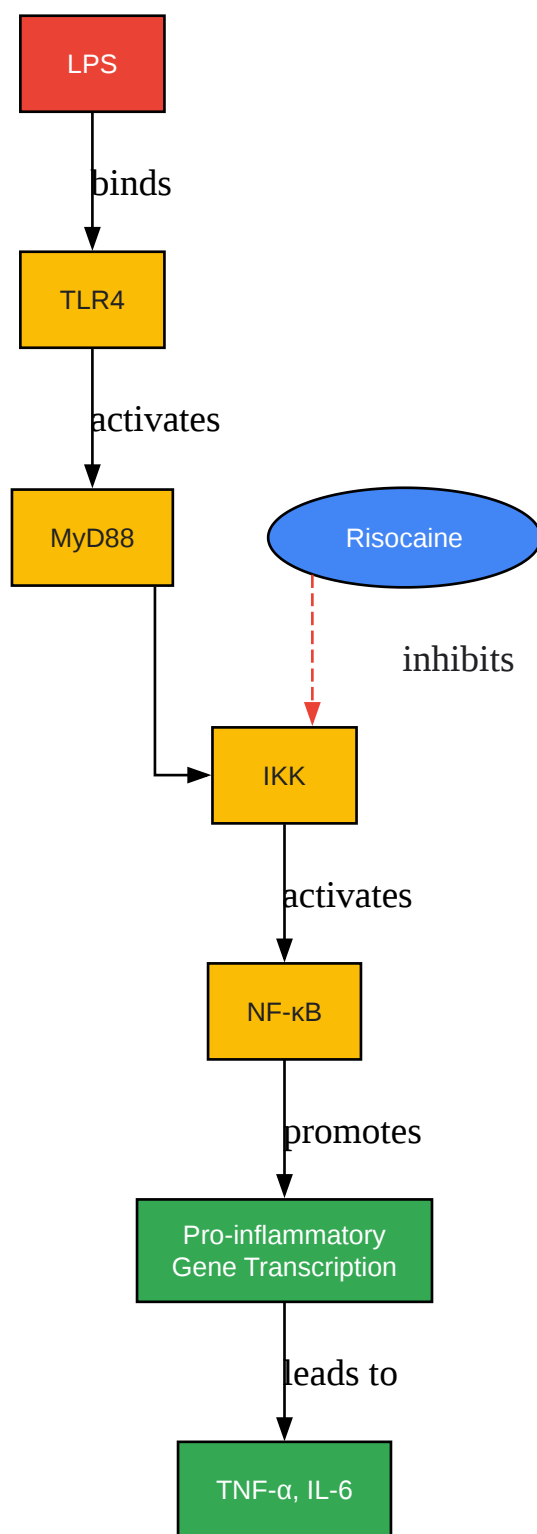 LPS
binds
TLR4
activates
MyD88
Risocaine
inhibits
IKK
activates
NF-κB
promotes
Pro-inflammatory
Gene Transcription
leads to
TNF-α, IL-6